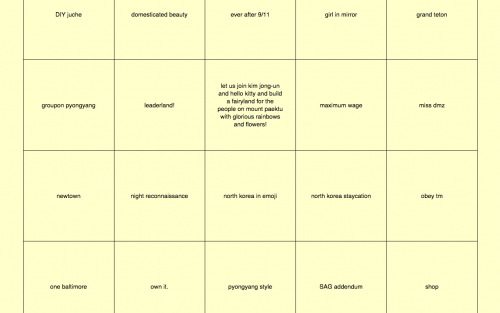 DIY juche
domesticated beauty
ever after 9/11
girl in mirror
grand teton
groupon pyongyang
leaderland!
let us join kim jong-un
and hello kitty and build
a fairyland for the
people on mount paektu
with glorious rainbows
and flowers!
maximum wage
miss dmz
newtown
night reconnaissance
north korea in emoji
north korea staycation
obey tm
one baltimore
own it.
pyongyang style
SAG addendum
shop